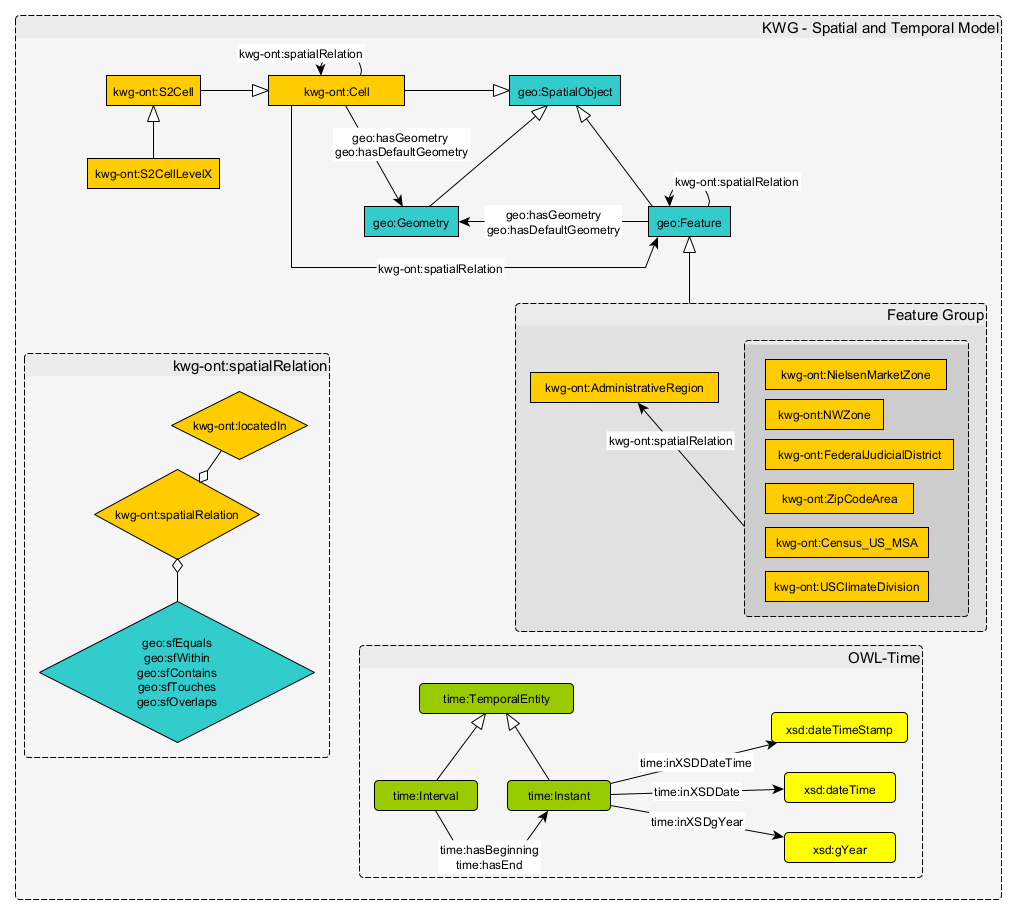 KWG - Spatial and Temporal Model
kwg-ont:spatialRelation
kwg-ont:S2Cell
kwg-ont:Cell
geo:SpatialObject
geo:hasGeometry
geo:hasDefaultGeometry
kwg-ont:S2CellLevelX
kwg-ont:spatialRelation
geo:Geometry
geo:hasGeometry
geo:hasDefaultGeometry
geo:Feature
kwg-ont:spatialRelation
Feature Group
kwg-ont:AdministrativeRegion
kwg-ont:spatialRelation
kwg-ont:NielsenMarketZone
kwg-ont:NWZone
kwg-ont:FederalJudicialDistrict
kwg-ont:ZipCodeArea
kwg-ont:Census_US_MSA
kwg-ont:USClimateDivision
kwg-ont:spatialRelation
kwg-ont:locatedIn
kwg-ont:spatialRelation
geo:sfEquals
geo:sfWithin
geo:sfContains
geo:sfTouches
geo:sfOverlaps
OWL-Time
time:TemporalEntity
time:Interval
time:Instant
time:hasBeginning
time:hasEnd
time:inXSDDateTime
time:inXSDDate
time:inXSDgYear
xsd:dateTimeStamp
xsd:dateTime
xsd:gYear